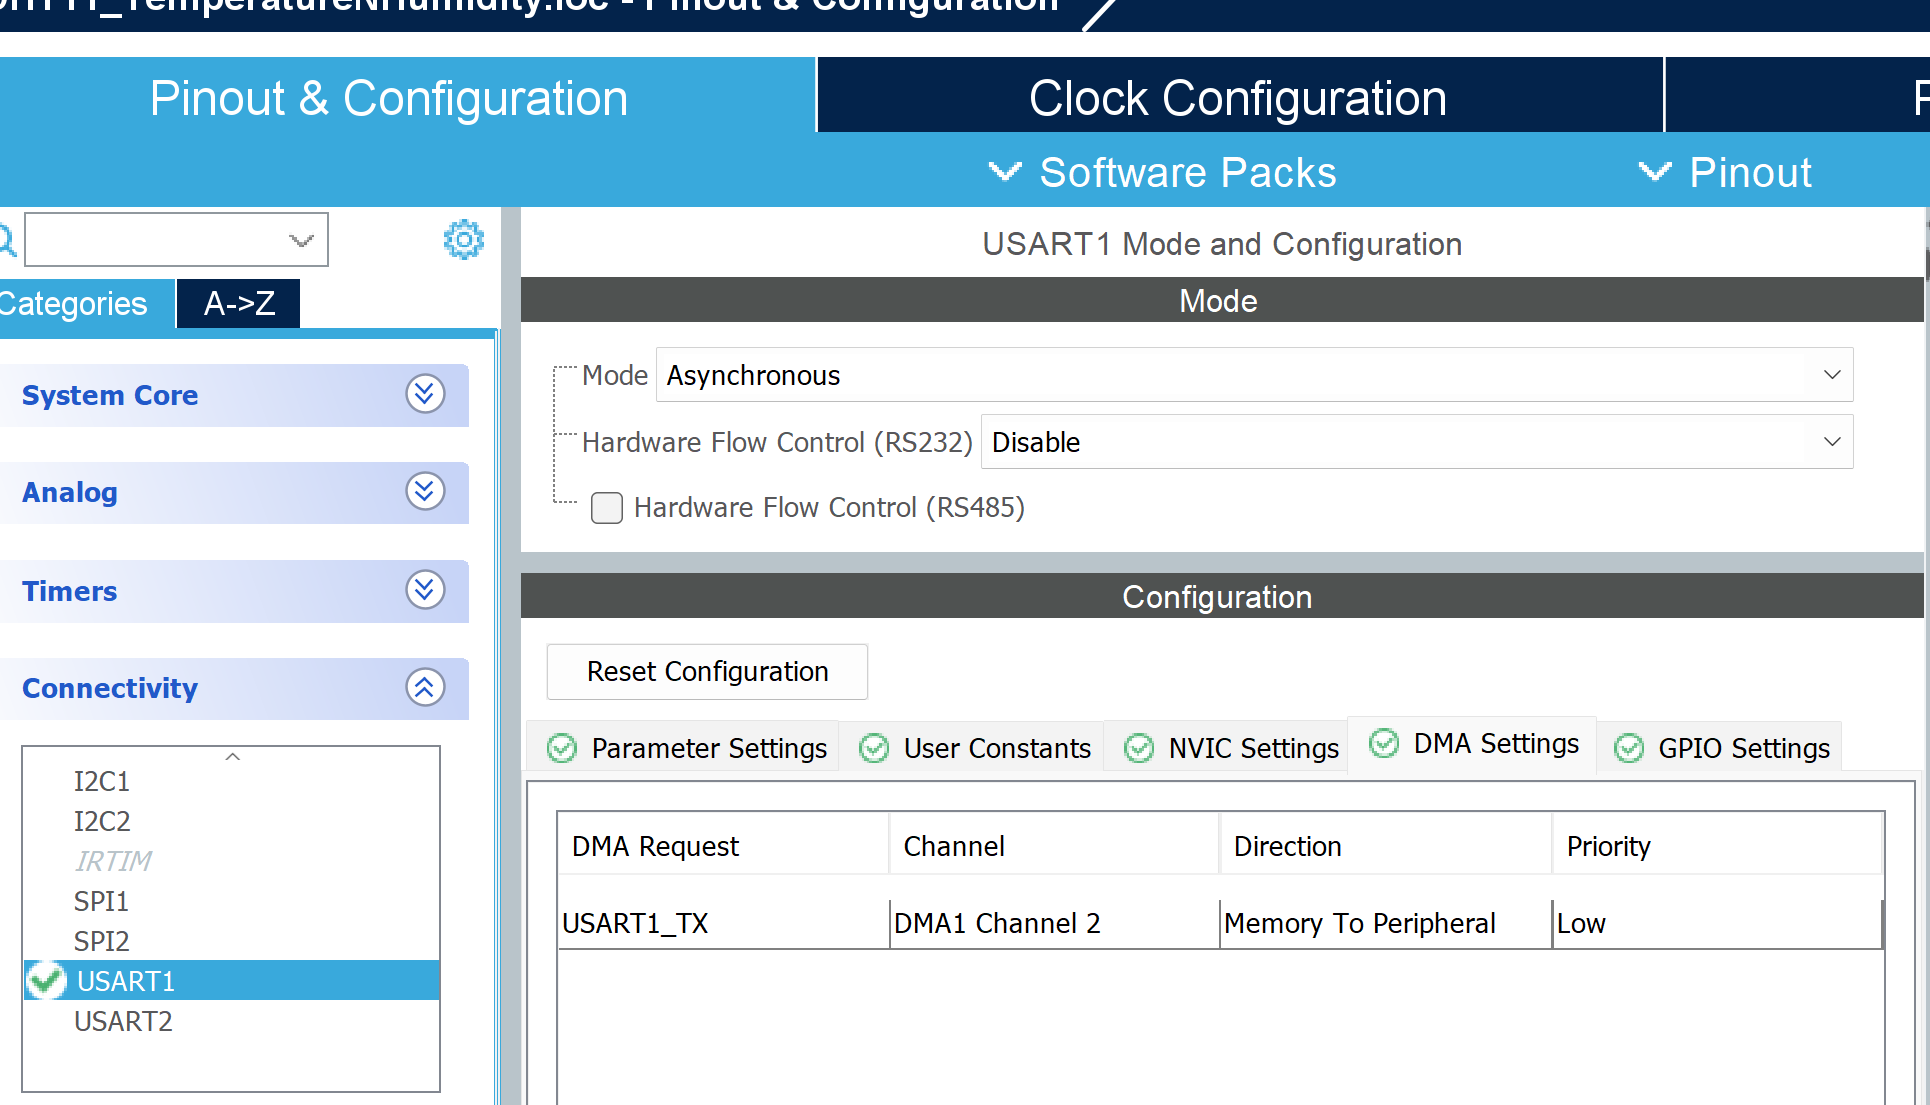 DHT11_TemperatureNHumidity.ioc - Pinout & Configuration
Pinout & Configuration
Clock Configuration
Software Packs
Pinout
Categories
A->Z
System Core
Analog
Timers
Connectivity
I2C1
I2C2
IRTIM
SPI1
SPI2
USART1
USART2
USART1 Mode and Configuration
Mode
Mode Asynchronous
Hardware Flow Control (RS232) Disable
Hardware Flow Control (RS485)
Configuration
Reset Configuration
Parameter Settings User Constants NVIC Settings DMA Settings GPIO Settings
DMA Request Channel Direction Priority
USART1_TX DMA1 Channel 2 Memory To Peripheral Low